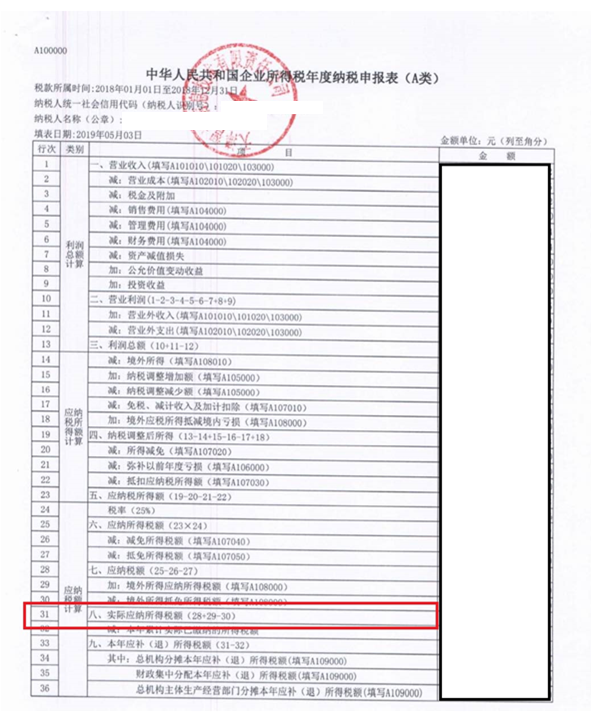 A100000
中华人民共和国企业所得税年度纳税申报表（A类）
税款所属时间:2018年01月01日至2018年12月31日
纳税人统一社会信用代码（纳税人识别号）:
纳税人名称（公章）:
填表日期:2019年05月03日
金额单位: 元（列至角分）
行次 类别 项 目 金 额
1 一、营业收入(填写A101010\101020\103000)
2 减: 营业成本(填写A102010\102020\103000)
3 减: 税金及附加
4 减: 销售费用(填写A104000)
5 减: 管理费用(填写A104000)
6 减: 财务费用(填写A104000)
7 利润总额计算 减: 资产减值损失
8 加: 公允价值变动收益
9 加: 投资收益
10 二、营业利润(1-2-3-4-5-6-7+8+9)
11 加: 营业外收入(填写A101010\101020\103000)
12 减: 营业外支出(填写A102010\102020\103000)
13 三、利润总额（10+11-12）
14 减: 境外所得（填写A108010）
15 加: 纳税调整增加额（填写A105000）
16 减: 纳税调整减少额（填写A105000）
17 减: 免税、减计收入及加计扣除（填写A107010）
18 应纳税所得额计算 加: 境外应税所得抵减境内亏损（填写A108000）
19 四、纳税调整后所得（13-14+15-16-17+18）
20 减: 所得减免（填写A107020）
21 减: 弥补以前年度亏损（填写A106000）
22 减: 抵扣应纳税所得额（填写A107030）
23 五、应纳税所得额（19-20-21-22）
24 税率（25%）
25 六、应纳所得税额（23×24）
26 减: 减免所得税额（填写A107040）
27 减: 抵免所得税额（填写A107050）
28 七、应纳税额（25-26-27）
29 加: 境外所得应纳所得税额（填写A108000）
30 应纳税额计算 减: 境外所得抵免所得税额（填写A108000）
31 八、实际应纳所得税额（28+29-30）
32 减: 本年累计实际已缴纳的所得税额
33 九、本年应补（退）所得税额（31-32）
34 其中: 总机构分摊本年应补（退）所得税额(填写A109000)
35 财政集中分配本年应补（退）所得税额(填写A109000)
36 总机构主体生产经营部门分摊本年应补（退）所得税额(填写A109000)